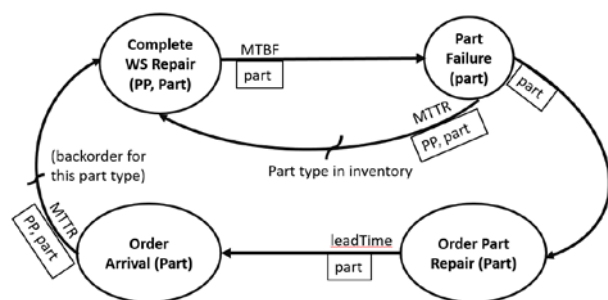 Complete
WS Repair
(PP, Part)
MTBF
part
Part
Failure
(part)
part
MTTR
PP, part
Part type in inventory
(backorder for
this part type)
MTTR
PP, part
Order
Arrival (Part)
leadTime
part
Order Part
Repair (Part)